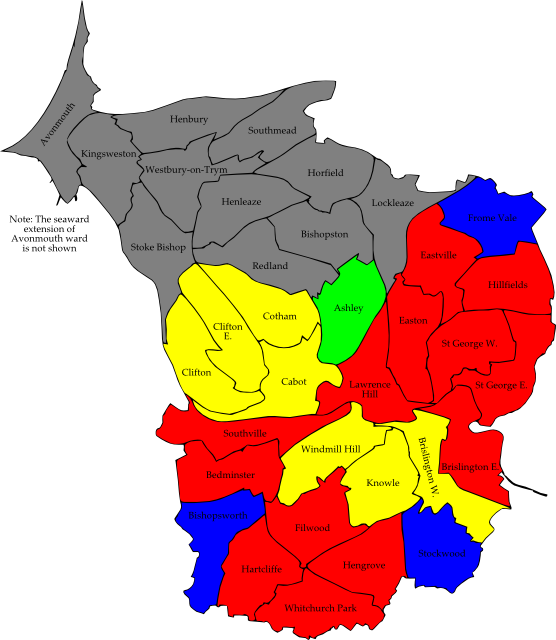 Avonmouth
Henbury
Southmead
Kingsweston
Westbury-on-Trym
Horfield
Henleaze
Lockleaze
Frome Vale
Note: The seaward
extension of
Avonmouth ward
is not shown
Stoke Bishop
Bishopston
Eastville
Redland
Hillfields
Ashley
Cotham
Easton
Clifton
E.
St George W.
Clifton
Cabot
Lawrence
Hill
St George E.
Southville
Windmill Hill
Brislington W.
Brislington E.
Bedminster
Knowle
Bishopsworth
Filwood
Stockwood
Hartcliffe
Hengrove
Whitchurch Park